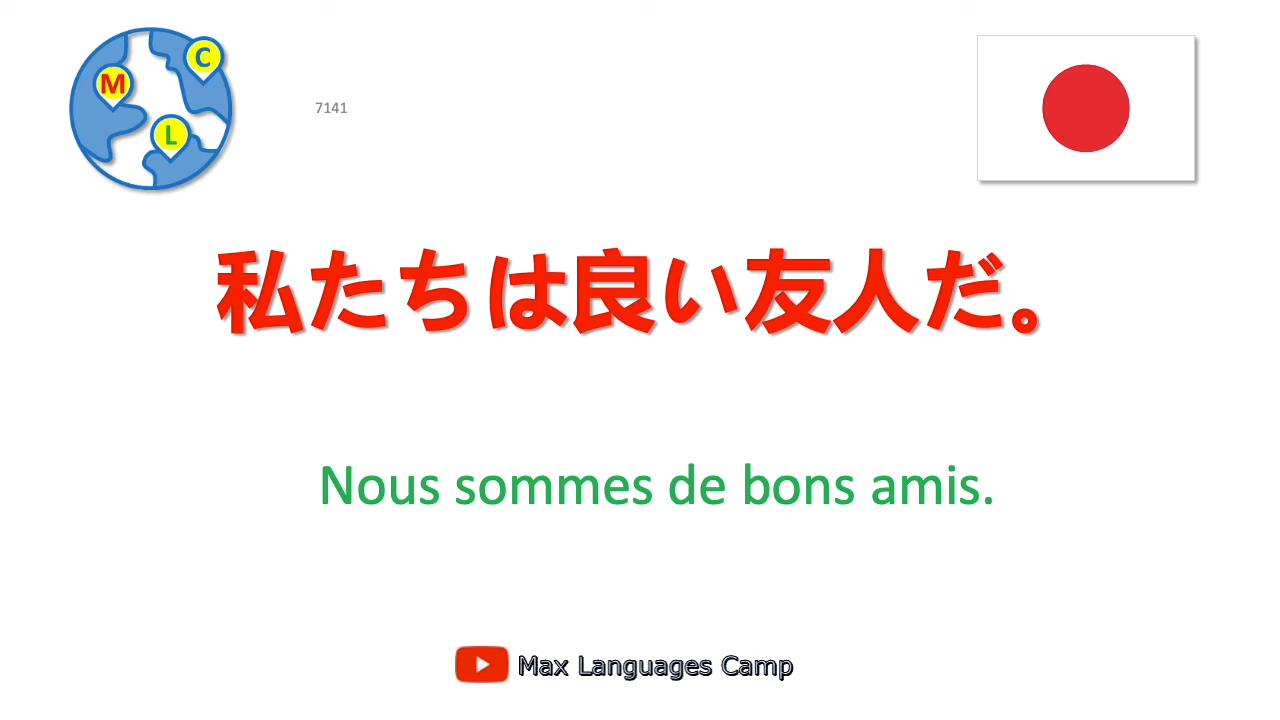 C
M
L
7141
私たちは良い友人だ。
Nous sommes de bons amis.
Max Languages Camp